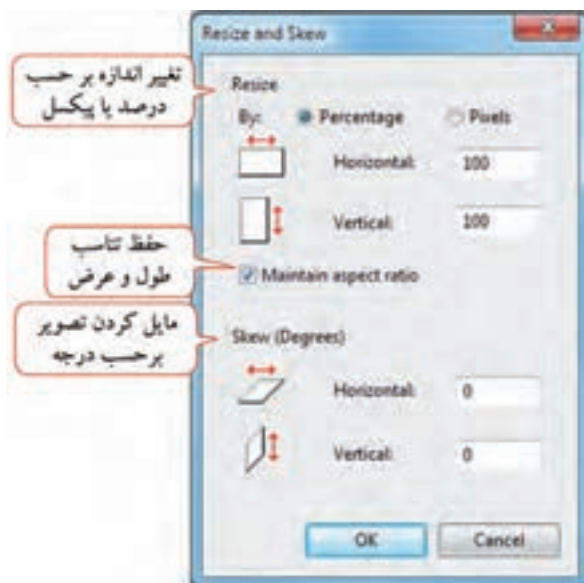 Resize and Skew
تغییر اندازه بر حسب
درصد یا پیکسل
Resize
By: Percentage Pixels
Horizontal: 100
Vertical: 100
حفظ تناسب
طول و عرض
Maintain aspect ratio
مایل کردن تصویر
برحسب درجه
Skew (Degrees)
Horizontal: 0
Vertical: 0
OK Cancel